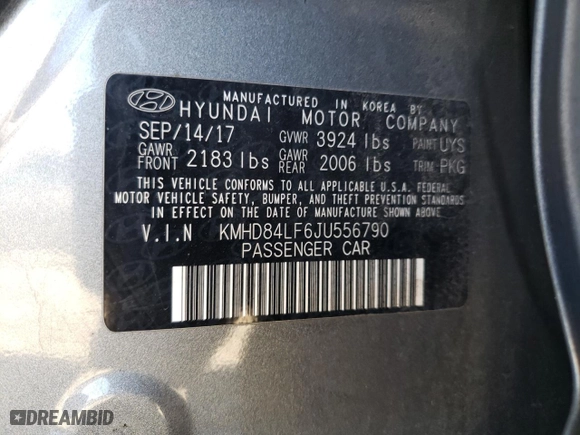 MANUFACTURED IN KOREA BY
HYUNDAI MOTOR COMPANY
SEP/14/17 GVWR 3924 lbs PAINT UYS
GAWR FRONT 2183 lbs GAWR REAR 2006 lbs TRIM PKG
THIS VEHICLE CONFORMS TO ALL APPLICABLE U.S.A. FEDERAL
MOTOR VEHICLE SAFETY, BUMPER, AND THEFT PREVENTION
STANDARDS IN EFFECT ON THE DATE OF MANUFACTURE SHOWN ABOVE.
V.I.N KMHD84LF6JU556790
PASSENGER CAR
DREAMBID